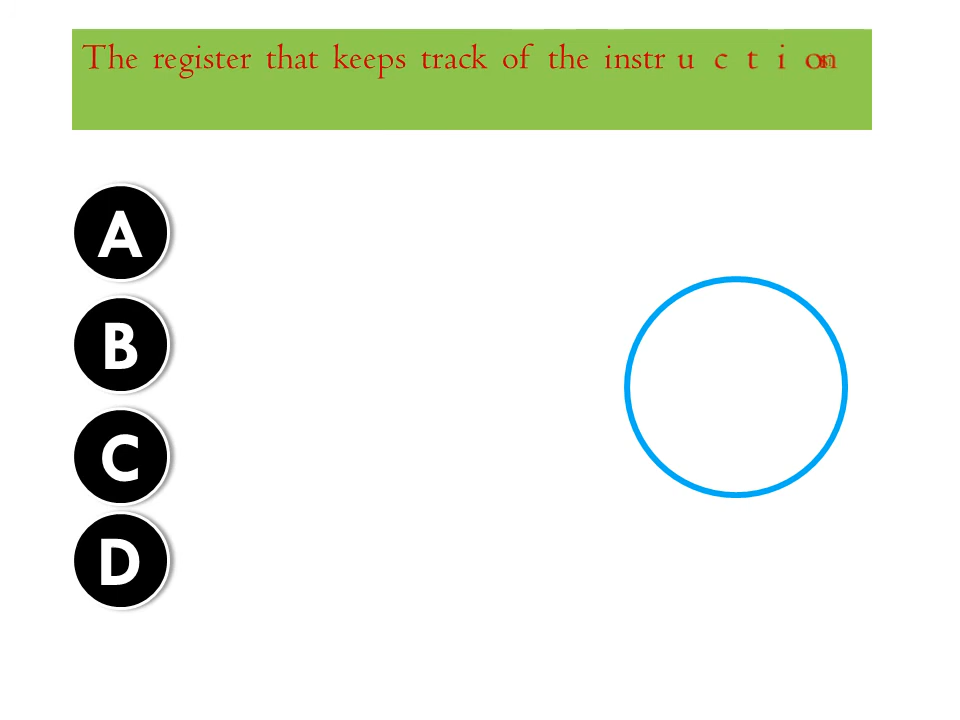 The register that keeps track of the instruction
A
B
C
D